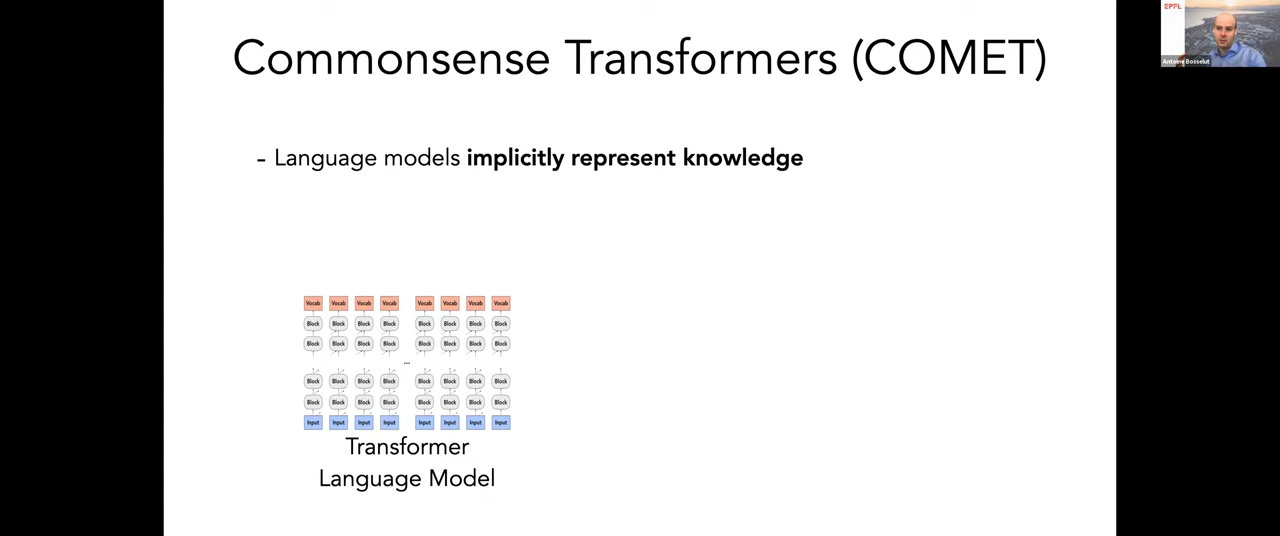 Commonsense Transformers (COMET)
EPFL
Antoine Bosselut
- Language models implicitly represent knowledge
Vocab Vocab Vocab Vocab Vocab Vocab Vocab Vocab
Block Block Block Block Block Block Block Block
Block Block Block Block Block Block Block Block
...
Block Block Block Block Block Block Block Block
Block Block Block Block Block Block Block Block
Input Input Input Input Input Input Input Input
Transformer
Language Model